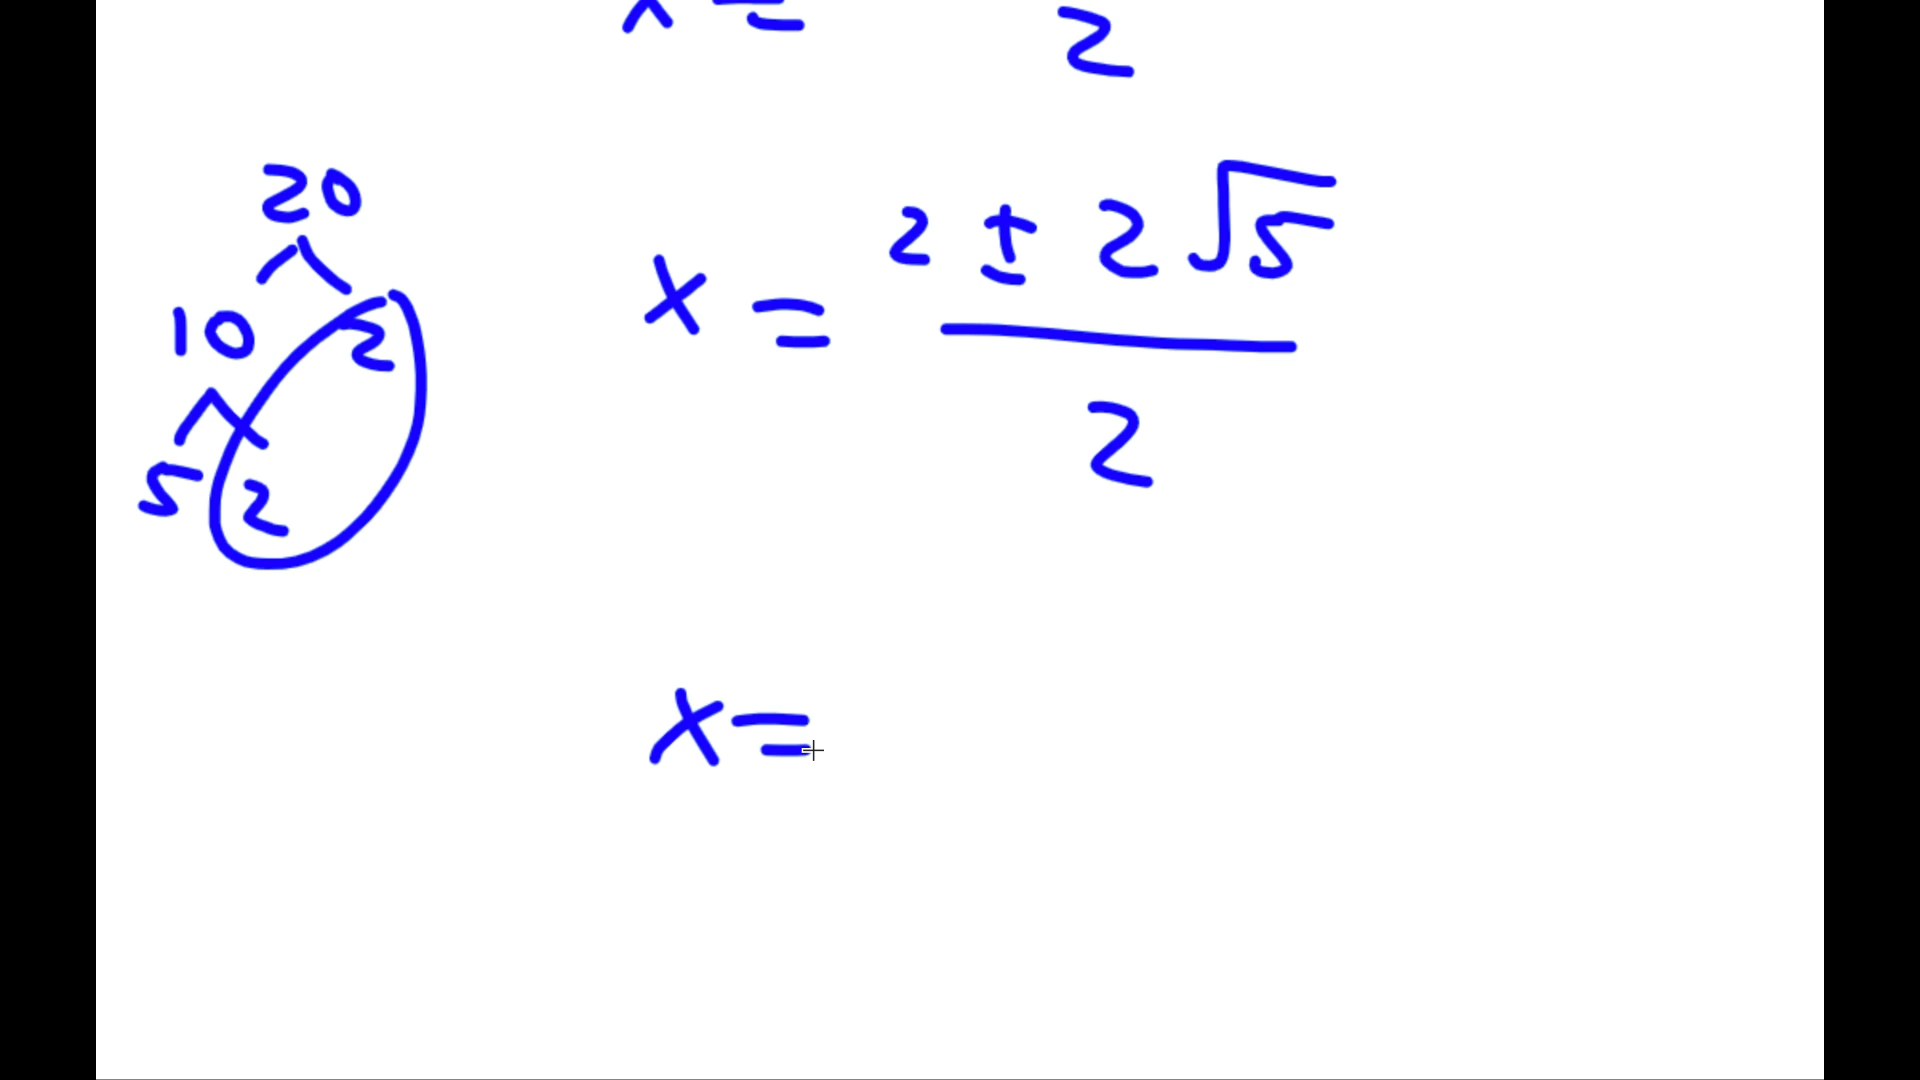 x = 2
20
10 2
5 2
x = 2 ± 2√5
2
x =